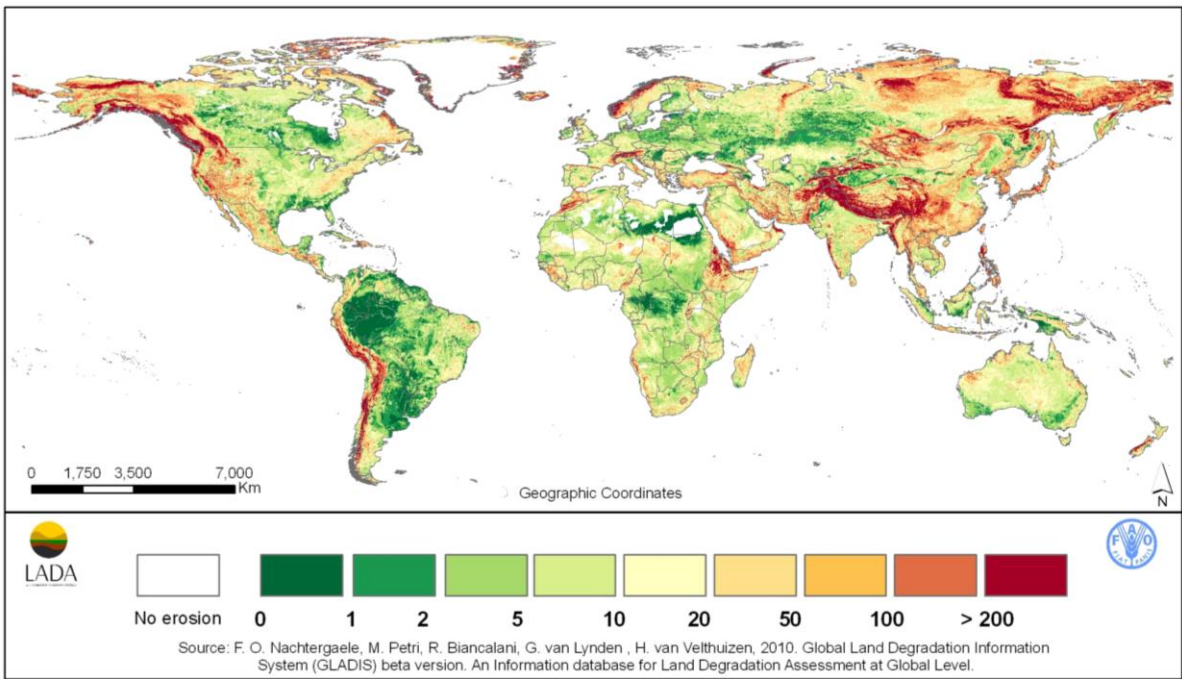 0 1,750 3,500 7,000
Km
Geographic Coordinates
N
LADA
F A O
FIAT PANIS
No erosion 0 1 2 5 10 20 50 100 > 200
Source: F. O. Nachtergaele, M. Petri, R. Biancalani, G. van Lynden , H. van Velthuizen, 2010. Global Land Degradation Information
System (GLADIS) beta version. An Information database for Land Degradation Assessment at Global Level.